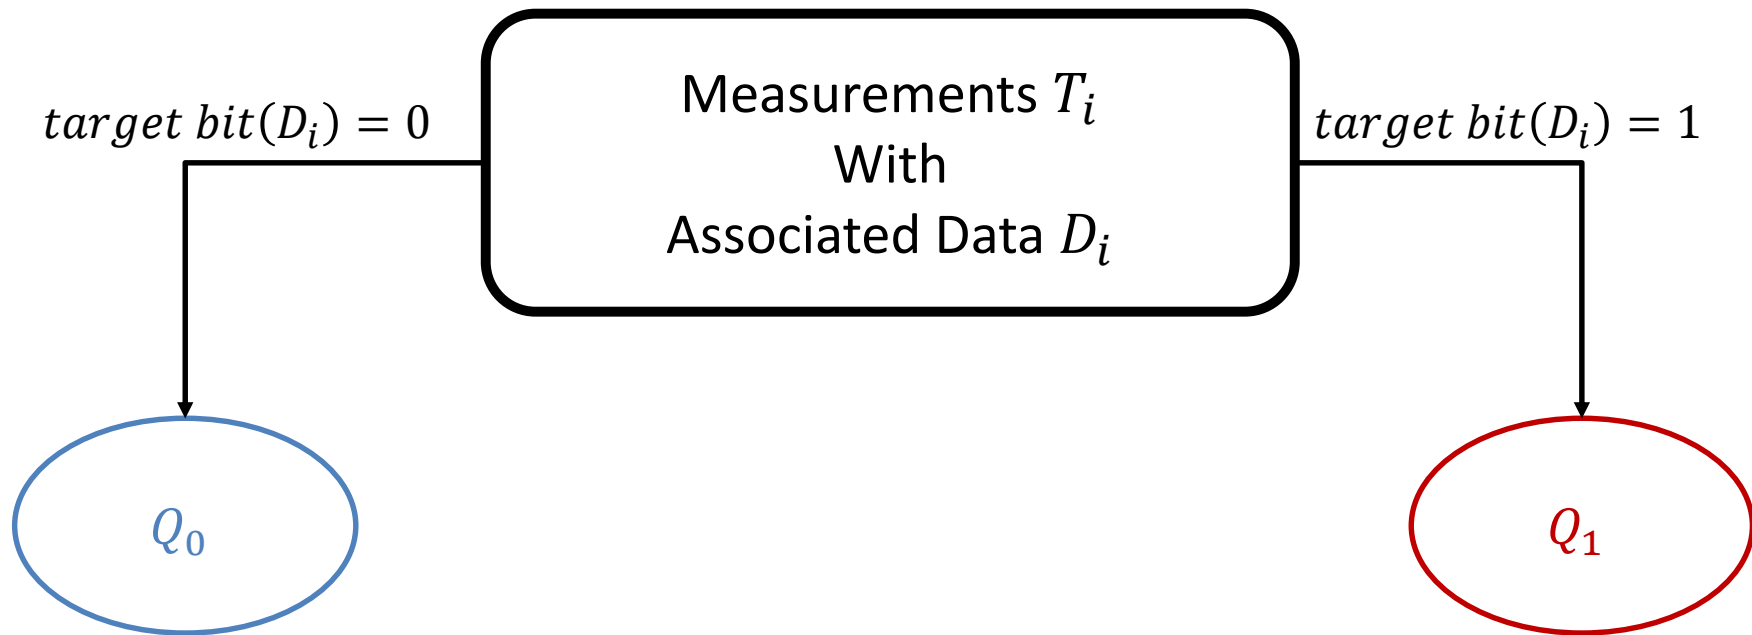 Measurements $T_i$
With
Associated Data $D_i$
$target\ bit(D_i) = 0$
$target\ bit(D_i) = 1$
$Q_0$
$Q_1$